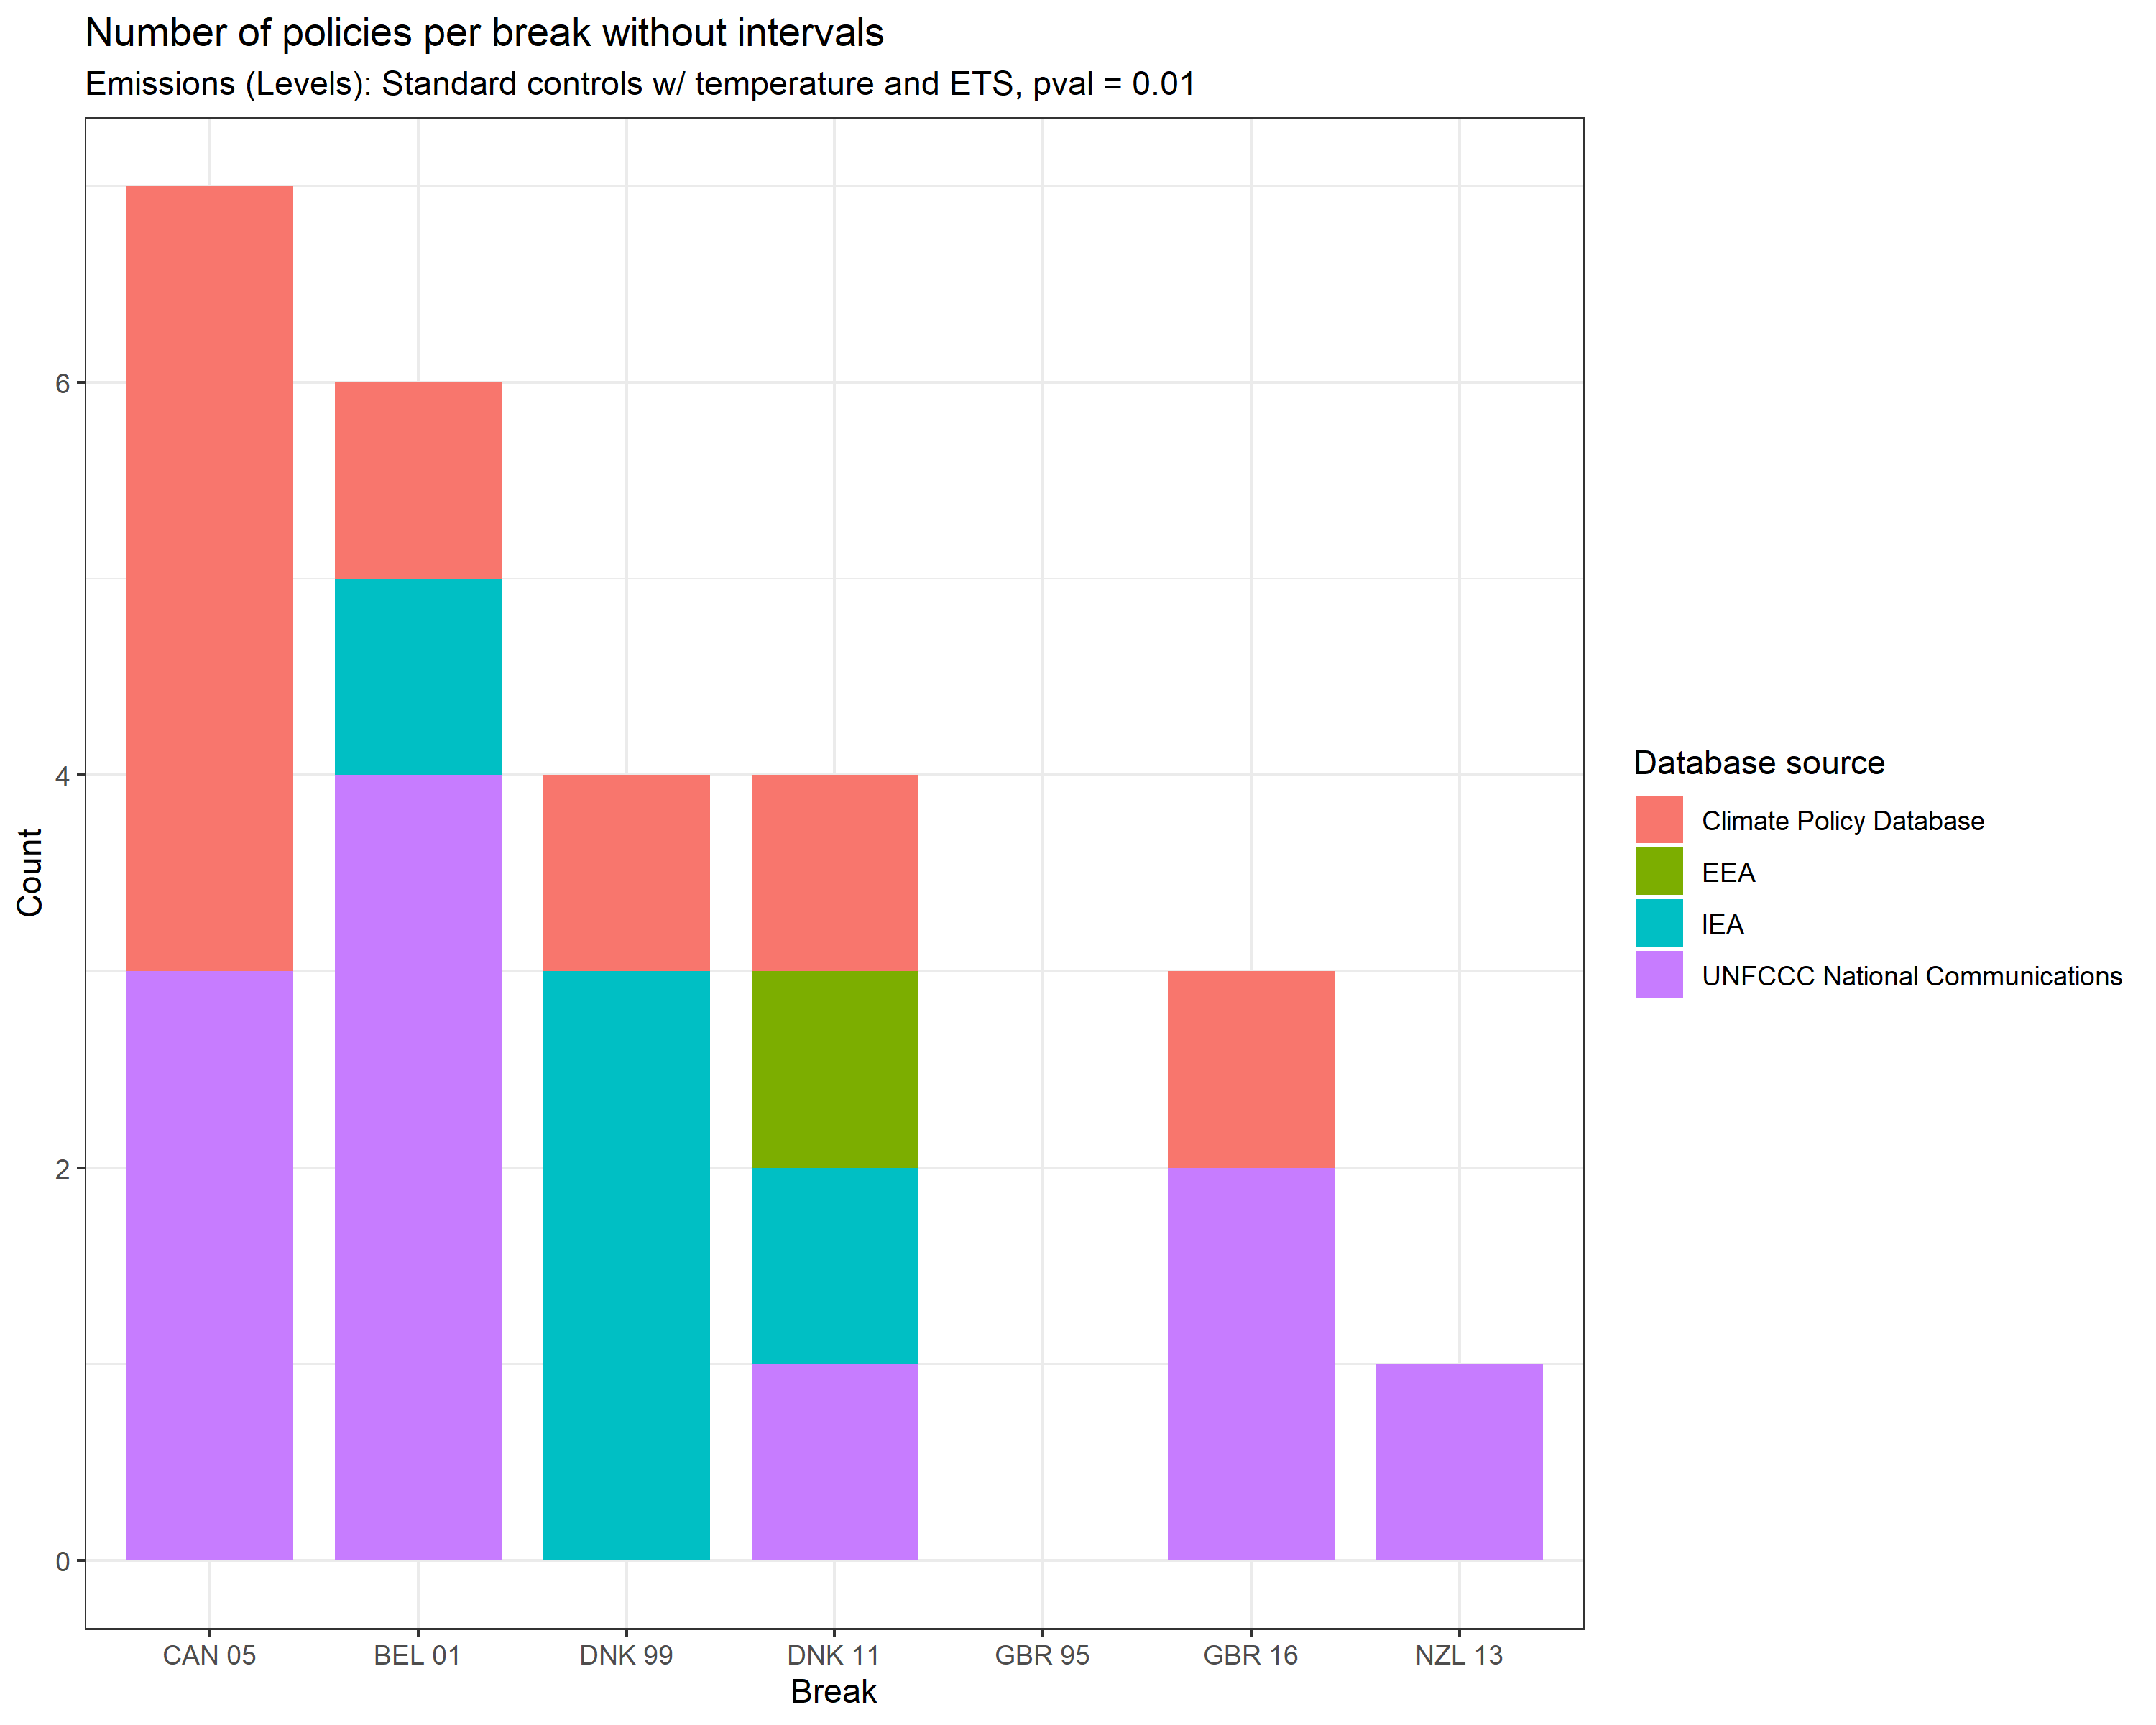 Number of policies per break without intervals
Emissions (Levels): Standard controls w/ temperature and ETS, pval = 0.01
6
4
2
0
Count
CAN 05
BEL 01
DNK 99
DNK 11
GBR 95
GBR 16
NZL 13
Break
Database source
Climate Policy Database
EEA
IEA
UNFCCC National Communications